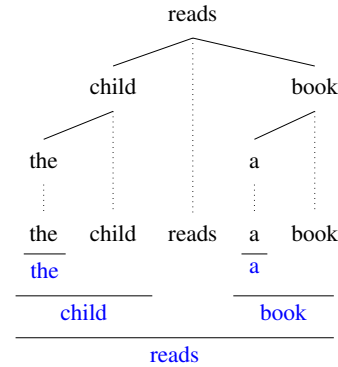 reads
child book
the a
the child reads a book
the a
child book
reads